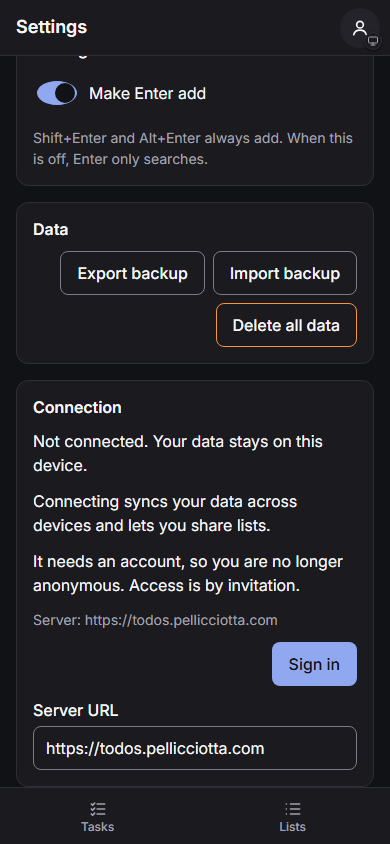 Settings
Make Enter add
Shift+Enter and Alt+Enter always add. When this
is off, Enter only searches.
Data
Export backup
Import backup
Delete all data
Connection
Not connected. Your data stays on this
device.
Connecting syncs your data across
devices and lets you share lists.
It needs an account, so you are no longer
anonymous. Access is by invitation.
Server: https://todos.pellicciotta.com
Sign in
Server URL
https://todos.pellicciotta.com
Tasks
Lists